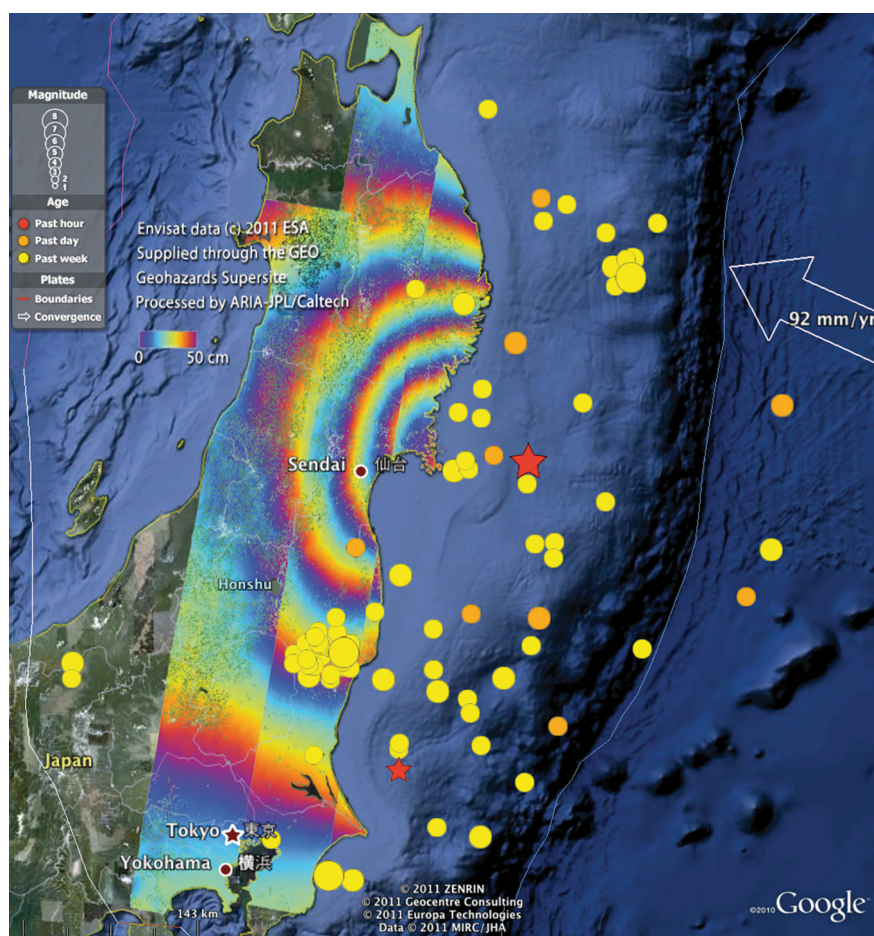 Magnitude
8
7
6
5
4
3
2
1
Age
Past hour
Past day
Past week
Plates
Boundaries
Convergence
Envisat data (c) 2011 ESA
Supplied through the GEO
Geohazards Supersite
Processed by ARIA-JPL/Caltech
0 50 cm
92 mm/yr
Sendai 仙台
Honshu
Japan
Tokyo 東京
Yokohama 横浜
143 km
© 2011 ZENRIN
© 2011 Geocentre Consulting
© 2011 Europa Technologies
Data © 2011 MIRC/JHA
©2010 Google